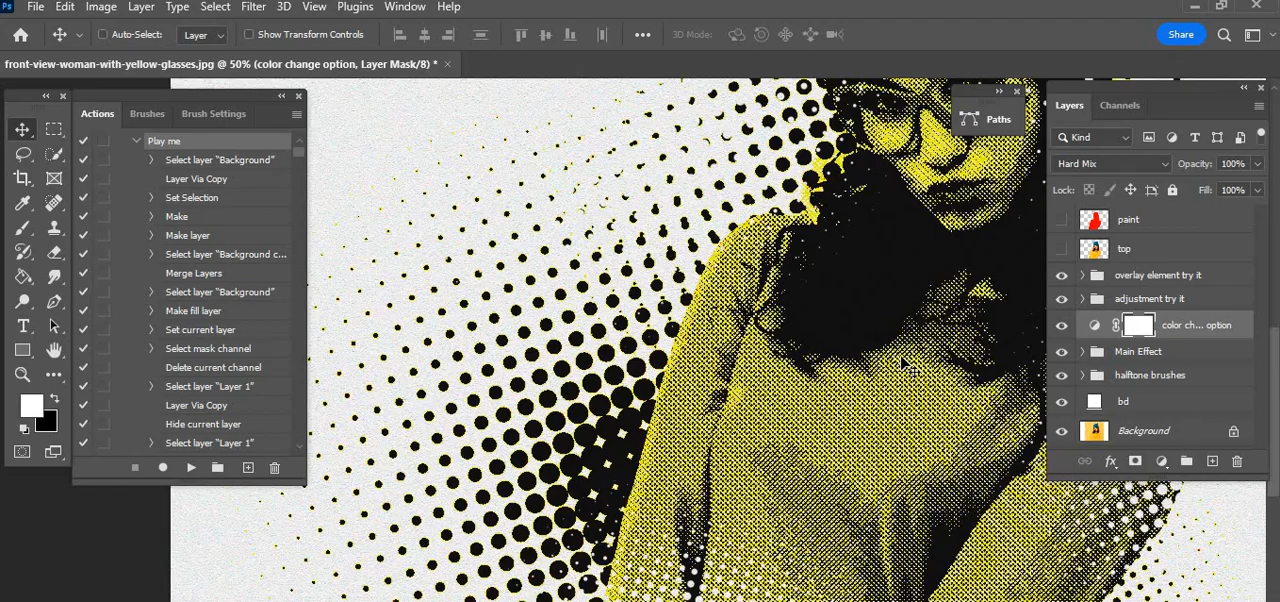 Ps File Edit Image Layer Type Select Filter 3D View Plugins Window Help
Auto-Select: Layer Show Transform Controls 3D Mode: Share
front-view-woman-with-yellow-glasses.jpg @ 50% (color change option, Layer Mask/8) *
Actions Brushes Brush Settings
Play me
Select layer “Background”
Layer Via Copy
Set Selection
Make
Make layer
Select layer “Background c...
Merge Layers
Select layer “Background”
Make fill layer
Set current layer
Select mask channel
Delete current channel
Select layer “Layer 1”
Layer Via Copy
Hide current layer
Select layer “Layer 1”
Paths
Layers Channels
Kind
Hard Mix Opacity: 100%
Lock: Fill: 100%
paint
top
overlay element try it
adjustment try it
color ch... option
Main Effect
halftone brushes
bd
Background